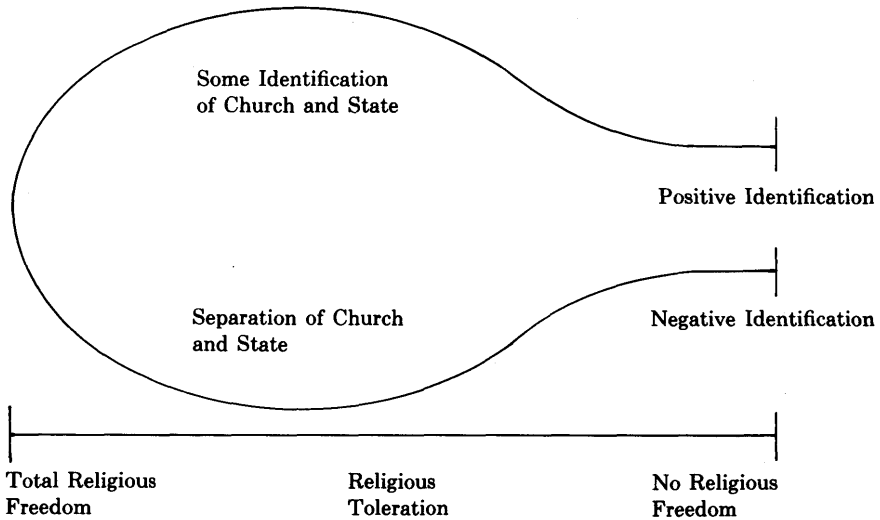 Some Identification
of Church and State
Positive Identification
Separation of Church
and State
Negative Identification
Total Religious
Freedom
Religious
Toleration
No Religious
Freedom